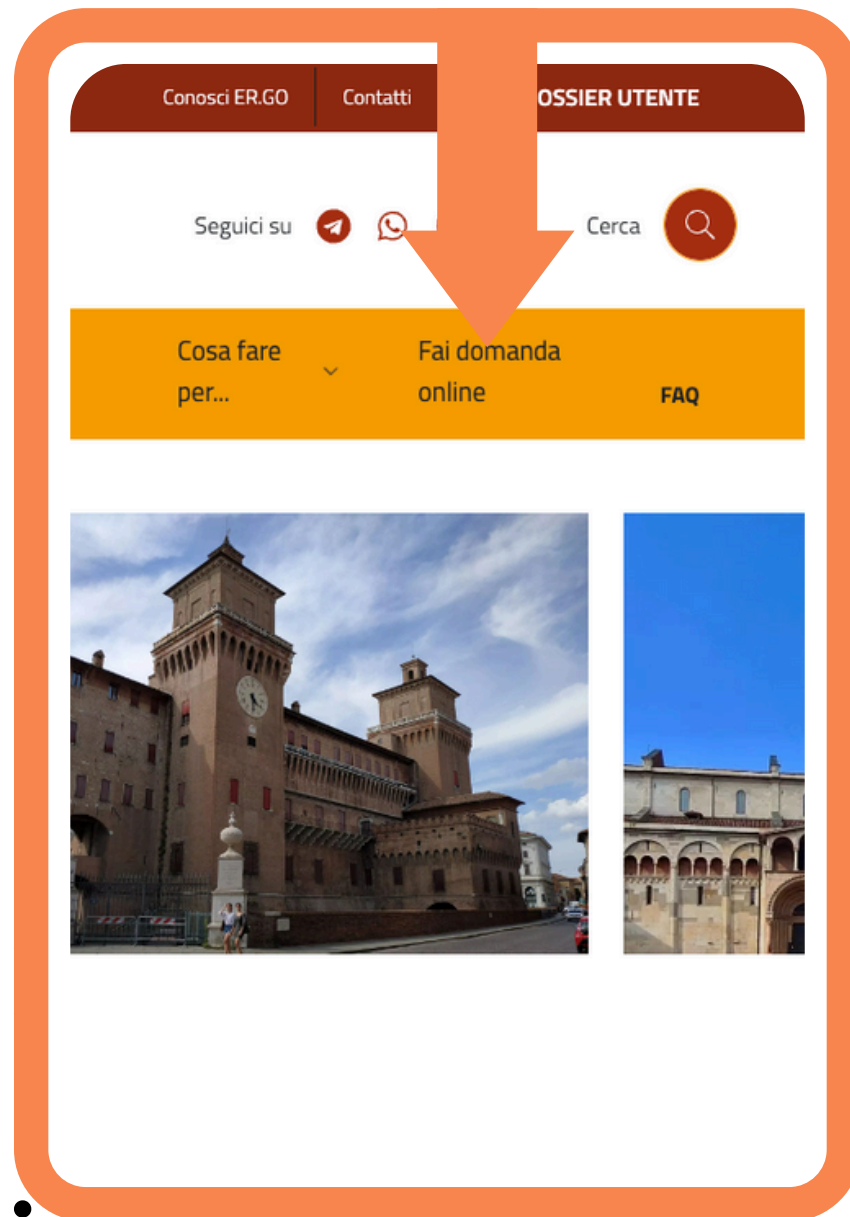 Conosci ER.GO
Contatti
OSSIER UTENTE
Seguici su
Cerca
Cosa fare
per...
Fai domanda
online
FAQ